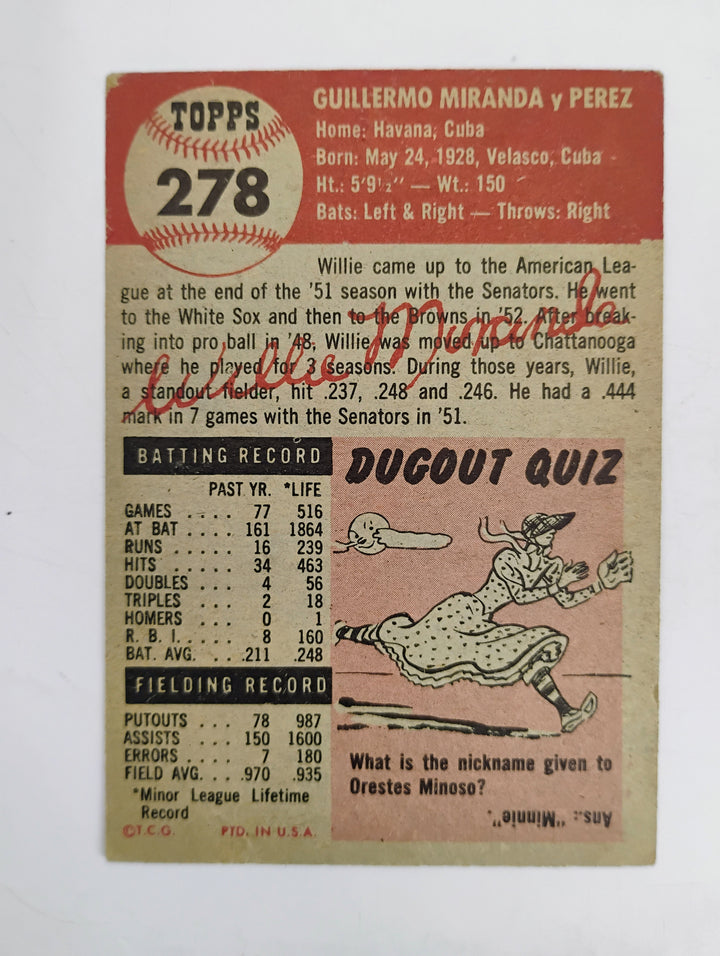 TOPPS
278
GUILLERMO MIRANDA y PEREZ
Home: Havana, Cuba
Born: May 24, 1928, Velasco, Cuba
Ht.: 5'9½" — Wt.: 150
Bats: Left & Right — Throws: Right
Willie came up to the American Lea-
gue at the end of the '51 season with the Senators. He went
to the White Sox and then to the Browns in '52. After break-
ing into pro ball in '48, Willie was moved up to Chattanooga
where he played for 3 seasons. During those years, Willie,
a standout fielder, hit .237, .248 and .246. He had a .444
mark in 7 games with the Senators in '51.
Willie Miranda
BATTING RECORD
PAST YR. *LIFE
GAMES .... 77 516
AT BAT .... 161 1864
RUNS ..... 16 239
HITS ..... 34 463
DOUBLES .... 4 56
TRIPLES ... 2 18
HOMERS ... 0 1
R. B. I. .... 8 160
BAT. AVG. ... .211 .248
FIELDING RECORD
PUTOUTS ... 78 987
ASSISTS ... 150 1600
ERRORS .... 7 180
FIELD AVG. .. .970 .935
*Minor League Lifetime
Record
©T.C.G. PTD. IN U.S.A.
DUGOUT QUIZ
What is the nickname given to
Orestes Minoso?
Ans.: "Minnie".